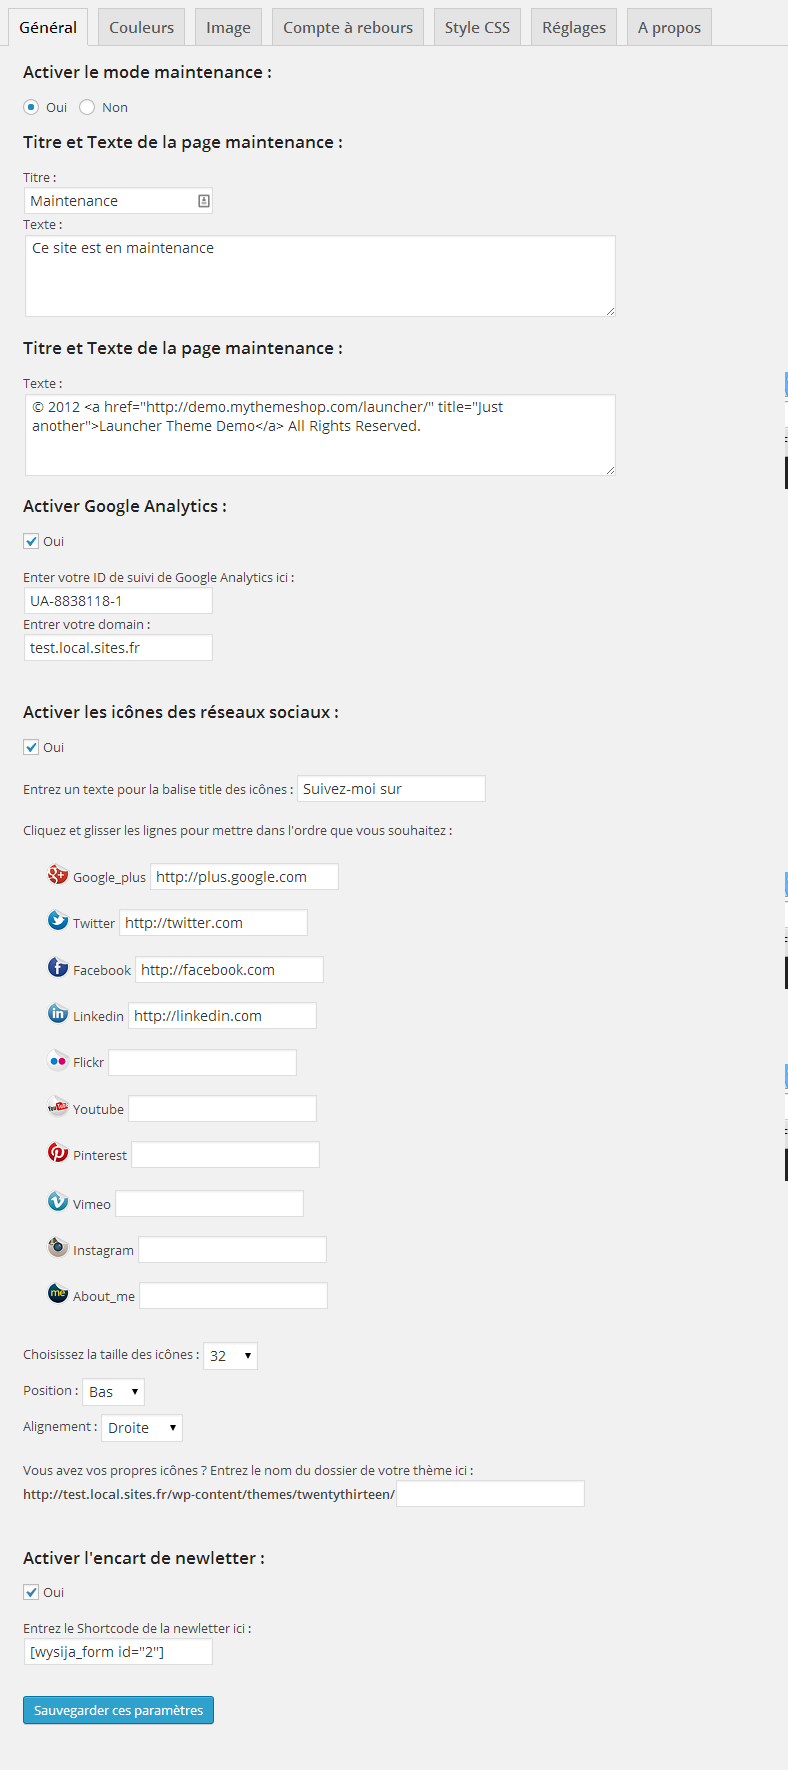 Général Couleurs Image Compte à rebours Style CSS Réglages A propos
Activer le mode maintenance :
Oui Non
Titre et Texte de la page maintenance :
Titre :
Maintenance
Texte :
Ce site est en maintenance
Titre et Texte de la page maintenance :
Texte :
© 2012 <a href="http://demo.mythemeshop.com/launcher/" title="Just
another">Launcher Theme Demo</a> All Rights Reserved.
Activer Google Analytics :
Oui
Enter votre ID de suivi de Google Analytics ici :
UA-8838118-1
Entrer votre domain :
test.local.sites.fr
Activer les icônes des réseaux sociaux :
Oui
Entrez un texte pour la balise title des icônes : Suivez-moi sur
Cliquez et glisser les lignes pour mettre dans l'ordre que vous souhaitez :
Google_plus http://plus.google.com
Twitter http://twitter.com
Facebook http://facebook.com
Linkedin http://linkedin.com
Flickr
Youtube
Pinterest
Vimeo
Instagram
About_me
Choisissez la taille des icônes : 32
Position : Bas
Alignement : Droite
Vous avez vos propres icônes ? Entrez le nom du dossier de votre thème ici :
http://test.local.sites.fr/wp-content/themes/twentythirteen/
Activer l'encart de newletter :
Oui
Entrez le Shortcode de la newletter ici :
[wysija_form id="2"]
Sauvegarder ces paramètres